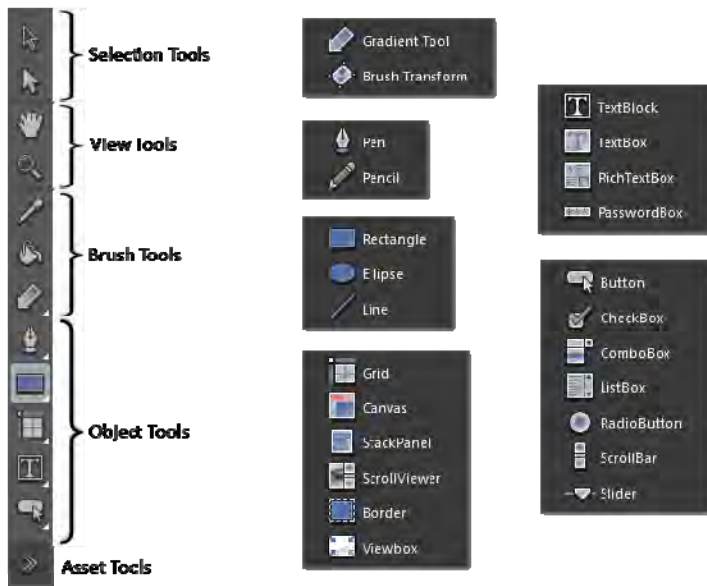 Selection Tools
View Tools
Brush Tools
Object Tools
Asset Tools
Gradient Tool
Brush Transform
Pen
Pencil
Rectangle
Ellipse
Line
Grid
Canvas
StackPanel
ScrollViewer
Border
Viewbox
TextBlock
TextBox
RichTextBox
PasswordBox
Button
CheckBox
ComboBox
ListBox
RadioButton
ScrollBar
Slider